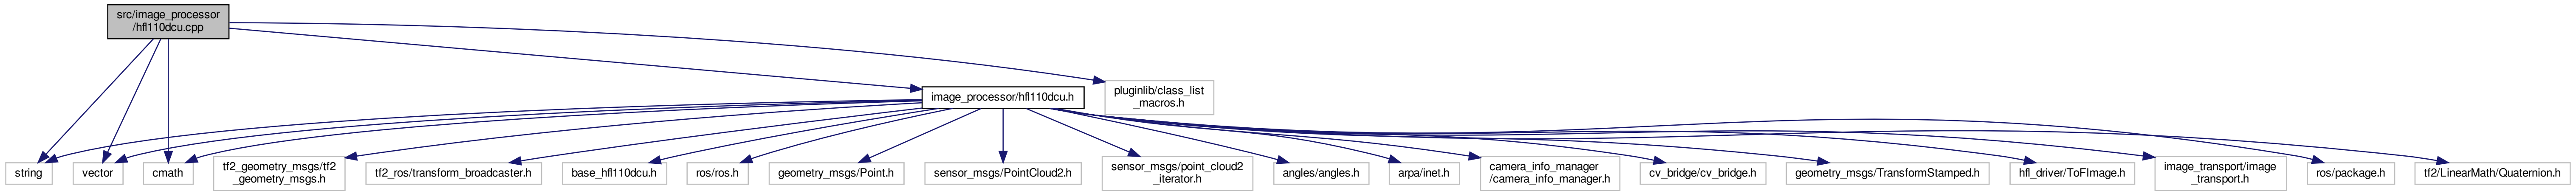 src/image_processor
/hfl110dcu.cpp
image_processor/hfl110dcu.h
pluginlib/class_list
_macros.h
string
vector
cmath
tf2_geometry_msgs/tf2
_geometry_msgs.h
tf2_ros/transform_broadcaster.h
base_hfl110dcu.h
ros/ros.h
geometry_msgs/Point.h
sensor_msgs/PointCloud2.h
sensor_msgs/point_cloud2
_iterator.h
angles/angles.h
arpa/inet.h
camera_info_manager
/camera_info_manager.h
cv_bridge/cv_bridge.h
geometry_msgs/TransformStamped.h
hfl_driver/ToFImage.h
image_transport/image
_transport.h
ros/package.h
tf2/LinearMath/Quaternion.h